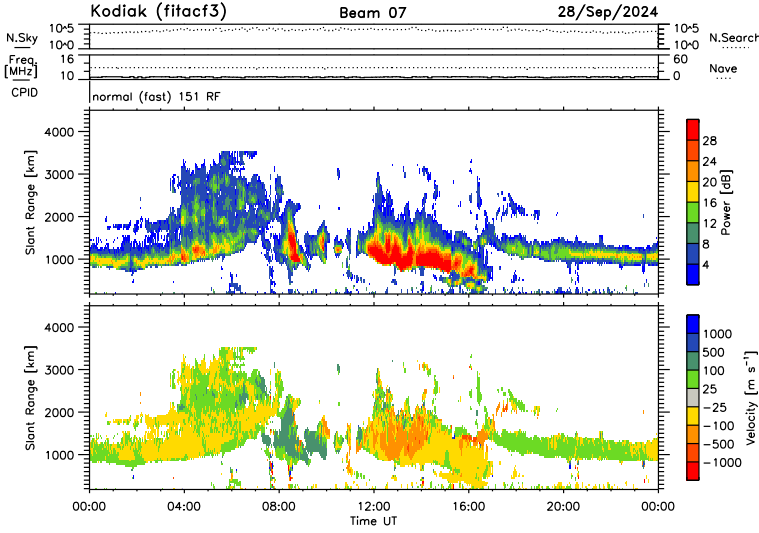 Kodiak (fitacf3)
Beam 07
28/Sep/2024
N.Sky
10^5
10^0
10^5
10^0
N.Search
Freq.
[MHz]
16
10
60
0
Nave
CPID
normal (fast) 151 RF
Slant Range [km]
4000
3000
2000
1000
28
24
20
16
12
8
4
Power [dB]
Slant Range [km]
4000
3000
2000
1000
1000
500
100
25
-25
-100
-500
-1000
Velocity [m s⁻¹]
00:00
04:00
08:00
12:00
16:00
20:00
00:00
Time UT